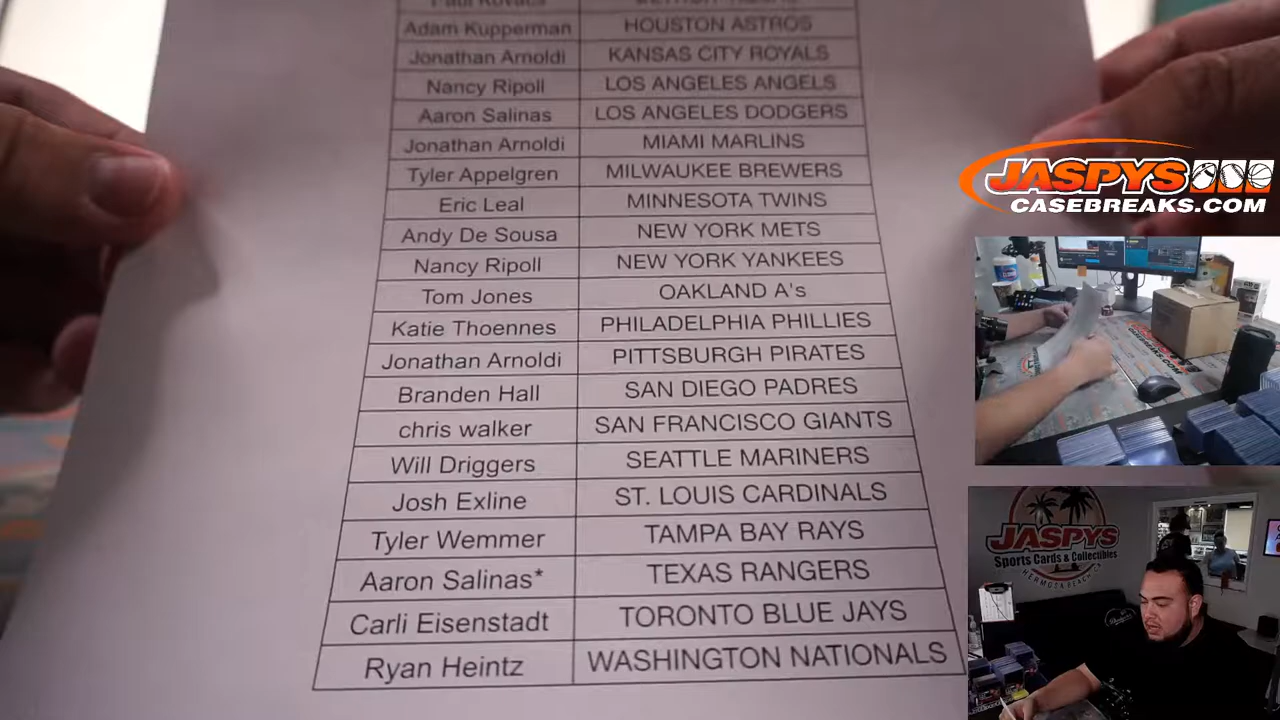 Adam Kupperman HOUSTON ASTROS
Jonathan Arnoldi KANSAS CITY ROYALS
Nancy Ripoll LOS ANGELES ANGELS
Aaron Salinas LOS ANGELES DODGERS
Jonathan Arnoldi MIAMI MARLINS
Tyler Appelgren MILWAUKEE BREWERS
Eric Leal MINNESOTA TWINS
Andy De Sousa NEW YORK METS
Nancy Ripoll NEW YORK YANKEES
Tom Jones OAKLAND A's
Katie Thoennes PHILADELPHIA PHILLIES
Jonathan Arnoldi PITTSBURGH PIRATES
Branden Hall SAN DIEGO PADRES
chris walker SAN FRANCISCO GIANTS
Will Driggers SEATTLE MARINERS
Josh Exline ST. LOUIS CARDINALS
Tyler Wemmer TAMPA BAY RAYS
Aaron Salinas* TEXAS RANGERS
Carli Eisenstadt TORONTO BLUE JAYS
Ryan Heintz WASHINGTON NATIONALS
JASPYS
CASEBREAKS.COM
JASPYS
Sports Cards & Collectibles
HERMOSA BEACH, CA